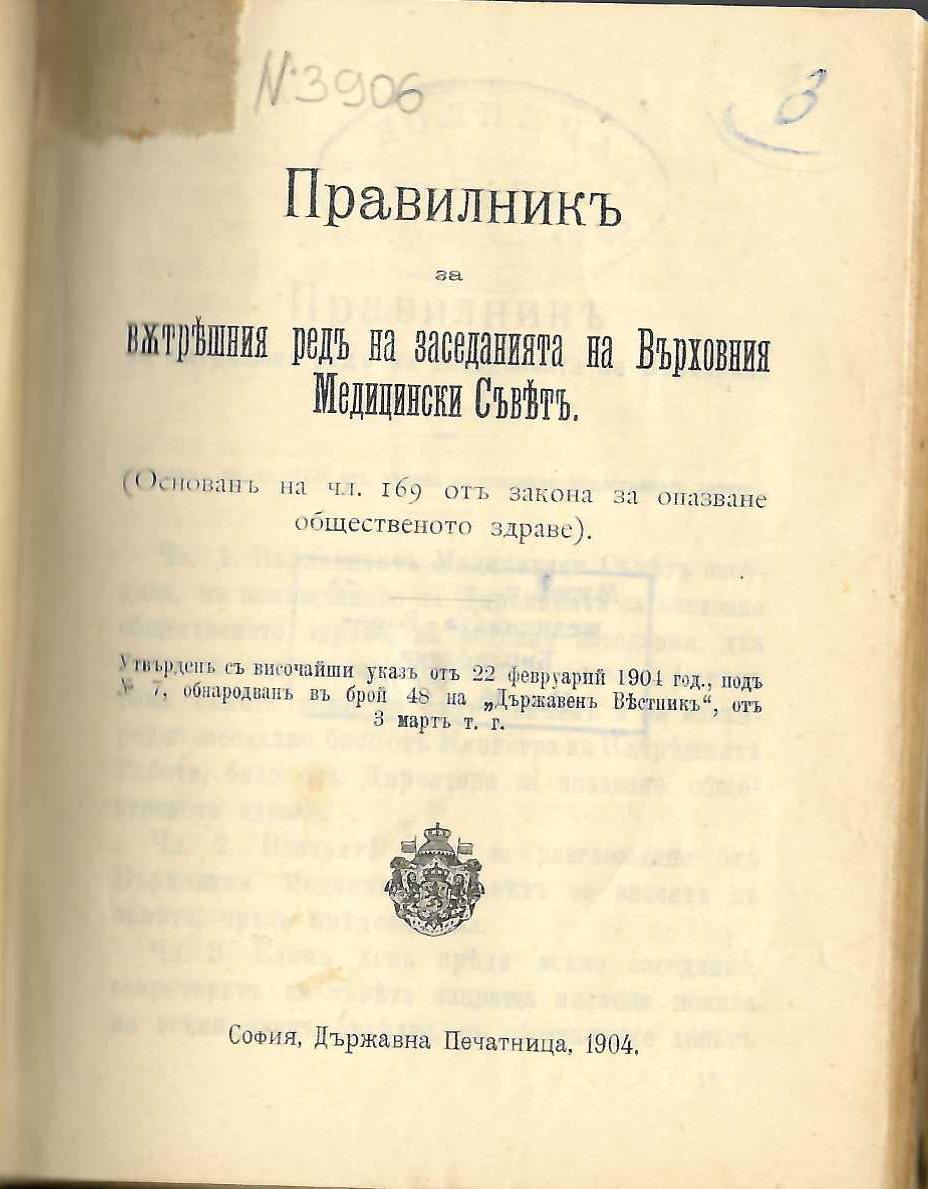 №3906
Правилникъ
за
вѫтрѣшния редъ на заседанията на Върховния
Медицински Съвѣтъ.
(Основанъ на чл. 169 отъ закона за опазване
общественото здраве).
Утвърденъ съ височайши указъ отъ 22 февруарий 1904 год., подъ
№ 7, обнародванъ въ брой 48 на „Държавенъ Вѣстникъ“, отъ
3 мартъ т. г.
София, Държавна Печатница, 1904.